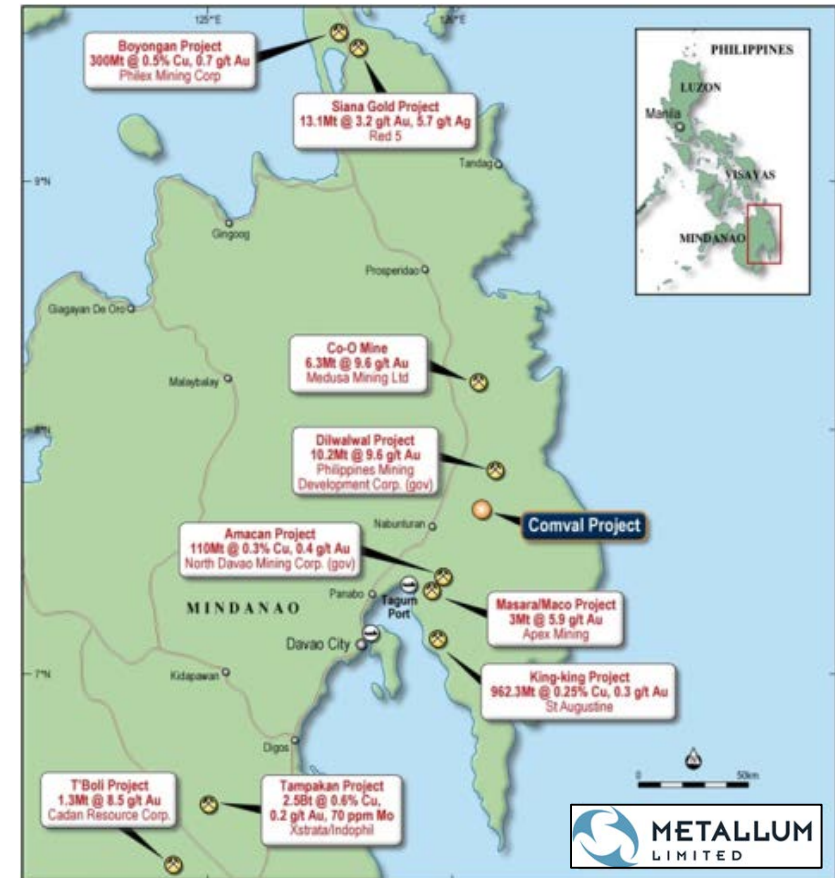 125°E
126°E
Boyongan Project
300Mt @ 0.5% Cu, 0.7 g/t Au
Philex Mining Corp
Siana Gold Project
13.1Mt @ 3.2 g/t Au, 5.7 g/t Ag
Red 5
Tandag
PHILIPPINES
LUZON
Manila
VISAYAS
MINDANAO
9°N
Gingoog
Prosperidao
Giagayan De Oro
Co-O Mine
6.3Mt @ 9.6 g/t Au
Medusa Mining Ltd
Malaybalay
8°N
Dilwalwal Project
10.2Mt @ 9.6 g/t Au
Philippines Mining
Development Corp. (gov)
Comval Project
Nabunturan
Amacan Project
110Mt @ 0.3% Cu, 0.4 g/t Au
North Davao Mining Corp. (gov)
Panabo
Tagum
Port
MINDANAO
Masara/Maco Project
3Mt @ 5.9 g/t Au
Apex Mining
Davao City
7°N
Kidapawan
King-king Project
962.3Mt @ 0.25% Cu, 0.3 g/t Au
St Augustine
Digos
T'Boli Project
1.3Mt @ 8.5 g/t Au
Cadan Resource Corp.
Tampakan Project
2.5Bt @ 0.6% Cu,
0.2 g/t Au, 70 ppm Mo
Xstrata/Indophil
0
50km
METALLUM
LIMITED